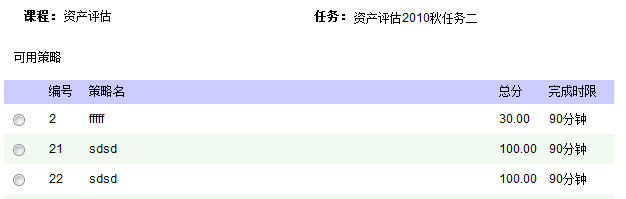 课程：资产评估 任务：资产评估2010秋任务二
可用策略
编号 策略名 总分 完成时限
2 fffff 30.00 90分钟
21 sdsd 100.00 90分钟
22 sdsd 100.00 90分钟